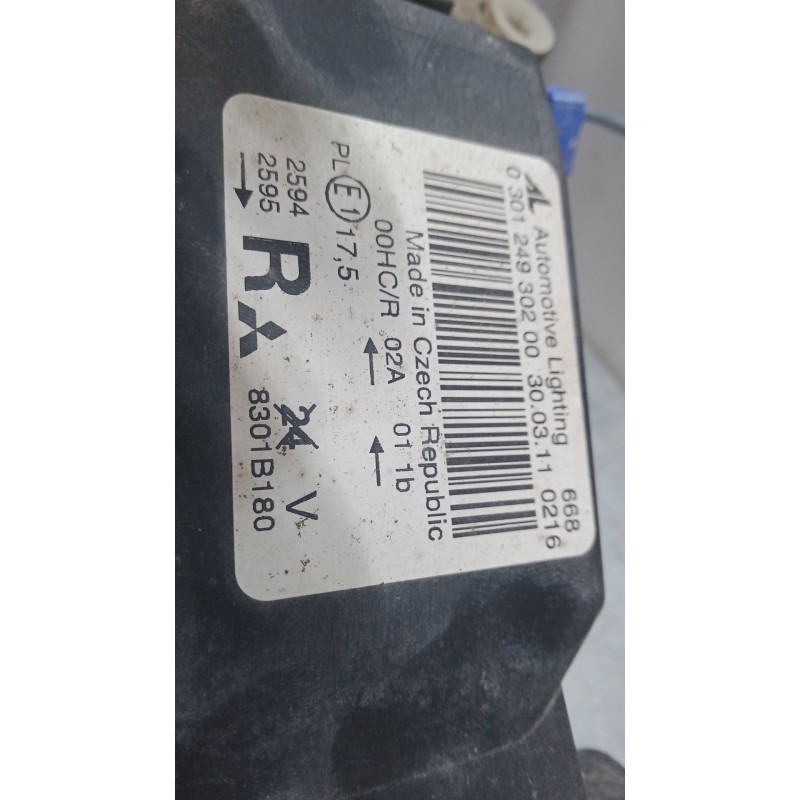 AL Automotive Lighting 668
0 301 249 302 00 30.03.11 0216
Made in Czech Republic
00HC/R 02A 01 1b
PL E1 17,5
2594
2595
R 24 V
8301B180